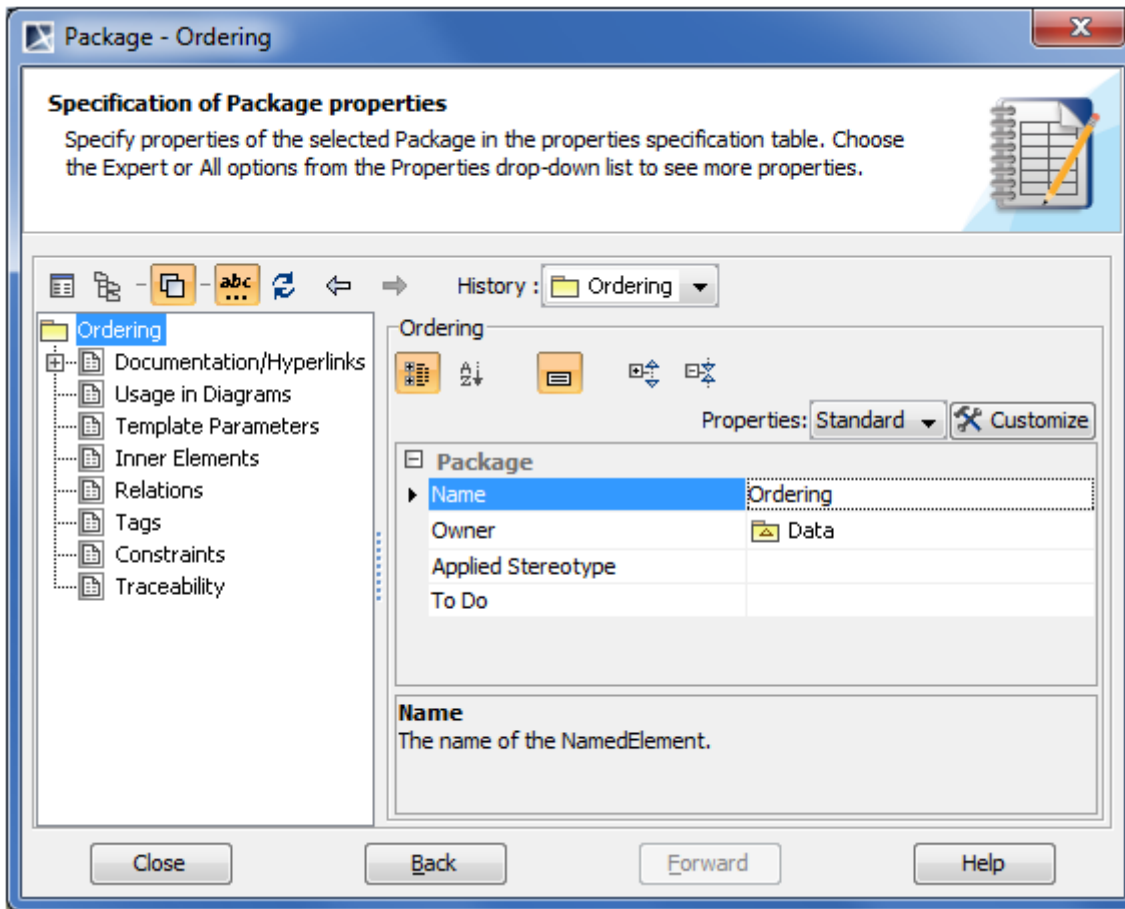 Package - Ordering
Specification of Package properties
Specify properties of the selected Package in the properties specification table. Choose
the Expert or All options from the Properties drop-down list to see more properties.
abc
History : Ordering
Ordering
Documentation/Hyperlinks
Usage in Diagrams
Template Parameters
Inner Elements
Relations
Tags
Constraints
Traceability
Ordering
A
Z
Properties: Standard Customize
Package
Name Ordering
Owner Data
Applied Stereotype
To Do
Name
The name of the NamedElement.
Close Back Forward Help